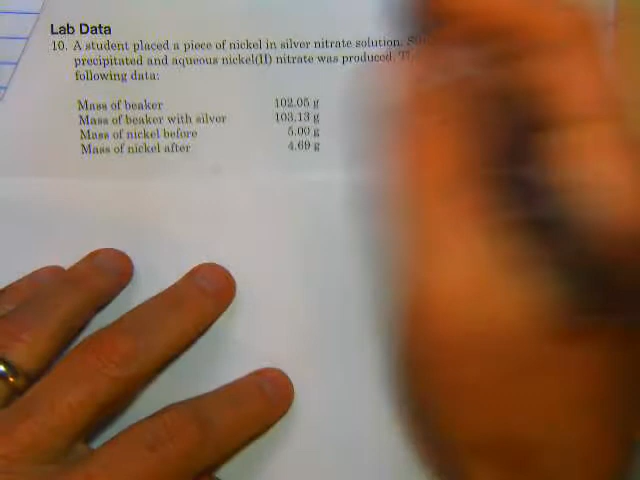 Lab Data
10. A student placed a piece of nickel in silver nitrate solution.
precipitated and aqueous nickel(II) nitrate was produced.
following data:
Mass of beaker 102.05 g
Mass of beaker with silver 103.13 g
Mass of nickel before 5.00 g
Mass of nickel after 4.69 g